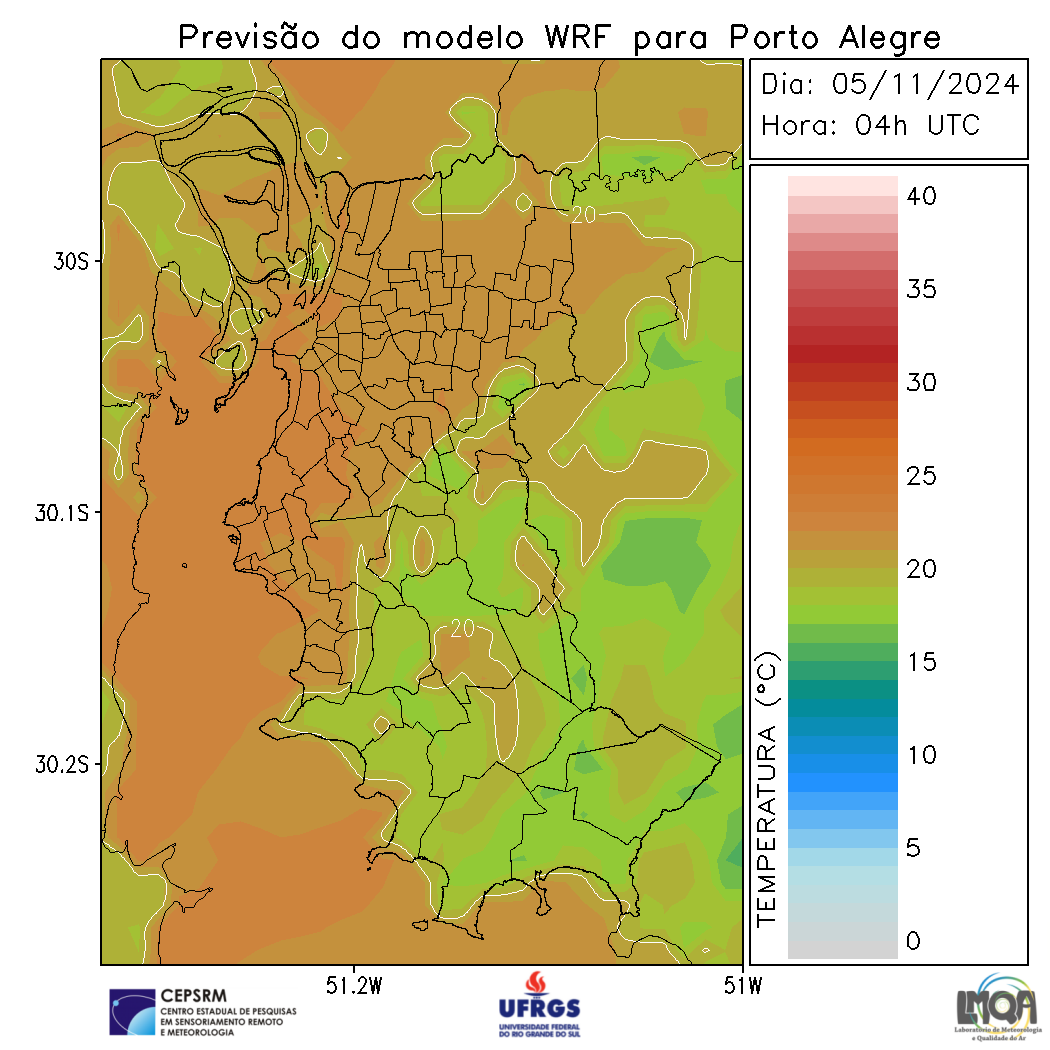 Previsão do modelo WRF para Porto Alegre
Dia: 05/11/2024
Hora: 04h UTC
40
35
30
25
20
15
10
5
0
TEMPERATURA (°C)
20
20
30S
30.1S
30.2S
51.2W
51W
CEPSRM
CENTRO ESTADUAL DE PESQUISAS
EM SENSORIAMENTO REMOTO
E METEOROLOGIA
UFRGS
UNIVERSIDADE FEDERAL
DO RIO GRANDE DO SUL
LMQA
Laboratório de Meteorologia
e Qualidade do Ar